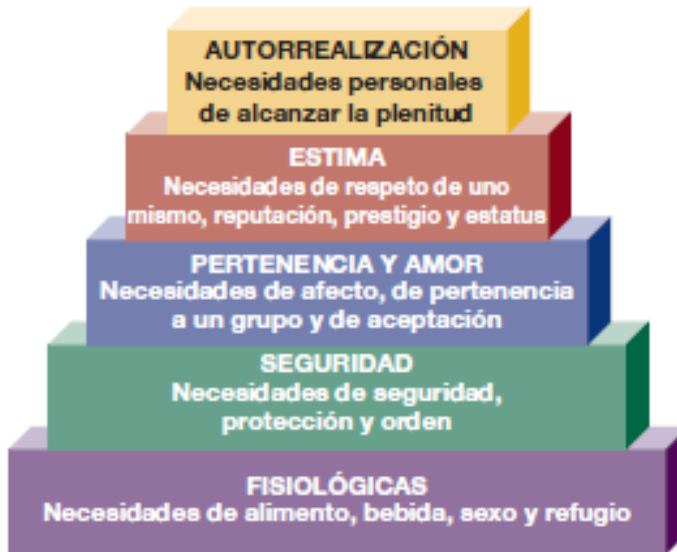 AUTORREALIZACIÓN
Necesidades personales
de alcanzar la plenitud
ESTIMA
Necesidades de respeto de uno
mismo, reputación, prestigio y estatus
PERTENENCIA Y AMOR
Necesidades de afecto, de pertenencia
a un grupo y de aceptación
SEGURIDAD
Necesidades de seguridad,
protección y orden
FISIOLÓGICAS
Necesidades de alimento, bebida, sexo y refugio